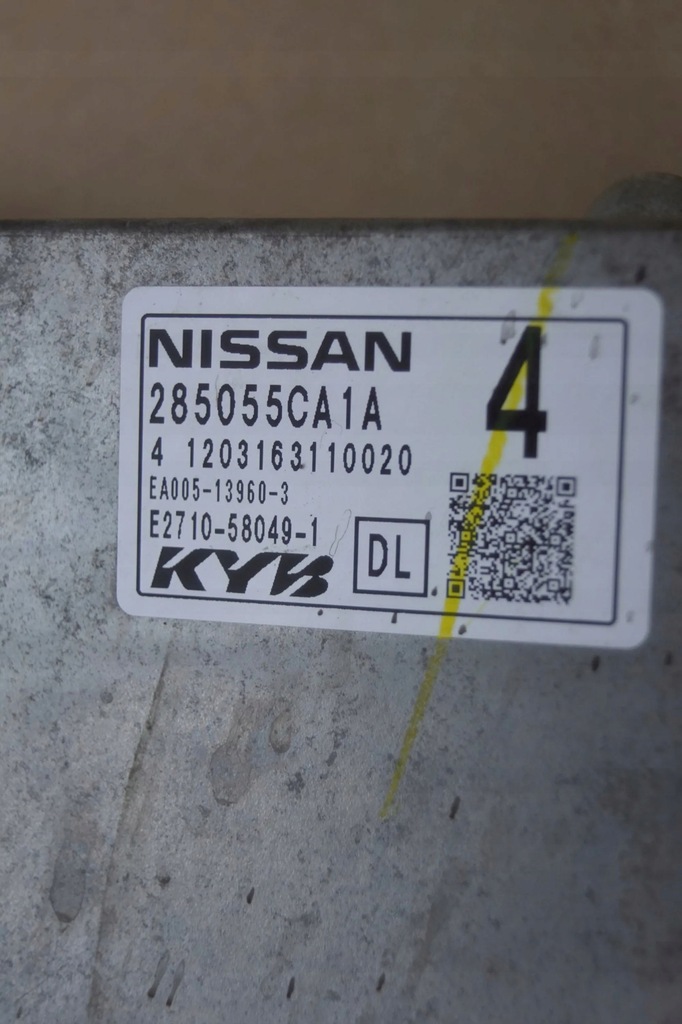 NISSAN
4
285055CA1A
4 1203163110020
EA005-13960-3
E2710-58049-1
KYB
DL